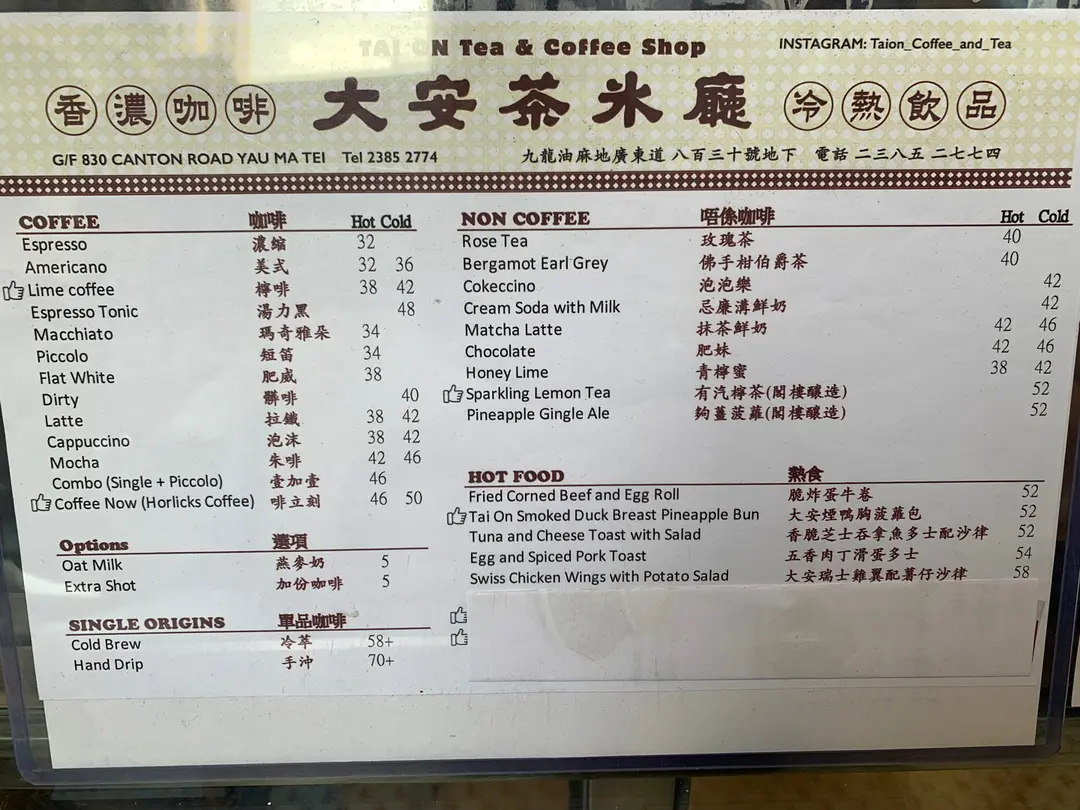 TAI ON Tea & Coffee Shop
INSTAGRAM: Taion_Coffee_and_Tea
香濃咖啡 大安茶氷廳 冷熱飲品
G/F 830 CANTON ROAD YAU MA TEI Tel 2385 2774 九龍油麻地廣東道 八百三十號地下 電話 二三八五 二七七四
COFFEE 咖啡 Hot Cold
Espresso 濃縮 32
Americano 美式 32 36
Lime coffee 檸啡 38 42
Espresso Tonic 湯力黑 48
Macchiato 瑪奇雅朵 34
Piccolo 短笛 34
Flat White 肥威 38
Dirty 髒啡 40
Latte 拉鐵 38 42
Cappuccino 泡沫 38 42
Mocha 朱啡 42 46
Combo (Single + Piccolo) 壹加壹 46
Coffee Now (Horlicks Coffee) 啡立刻 46 50
Options 選項
Oat Milk 燕麥奶 5
Extra Shot 加份咖啡 5
SINGLE ORIGINS 單品咖啡
Cold Brew 冷萃 58+
Hand Drip 手沖 70+
NON COFFEE 唔係咖啡 Hot Cold
Rose Tea 玫瑰茶 40
Bergamot Earl Grey 佛手柑伯爵茶 40
Cokeccino 泡泡樂 42
Cream Soda with Milk 忌廉溝鮮奶 42
Matcha Latte 抹茶鮮奶 42 46
Chocolate 肥妹 42 46
Honey Lime 青檸蜜 38 42
Sparkling Lemon Tea 有汽檸茶(閣樓釀造) 52
Pineapple Gingle Ale 夠薑菠蘿(閣樓釀造) 52
HOT FOOD 熱食
Fried Corned Beef and Egg Roll 脆炸蛋牛卷 52
Tai On Smoked Duck Breast Pineapple Bun 大安煙鴨胸菠蘿包 52
Tuna and Cheese Toast with Salad 香脆芝士吞拿魚多士配沙律 52
Egg and Spiced Pork Toast 五香肉丁滑蛋多士 54
Swiss Chicken Wings with Potato Salad 大安瑞士雞翼配薯仔沙律 58